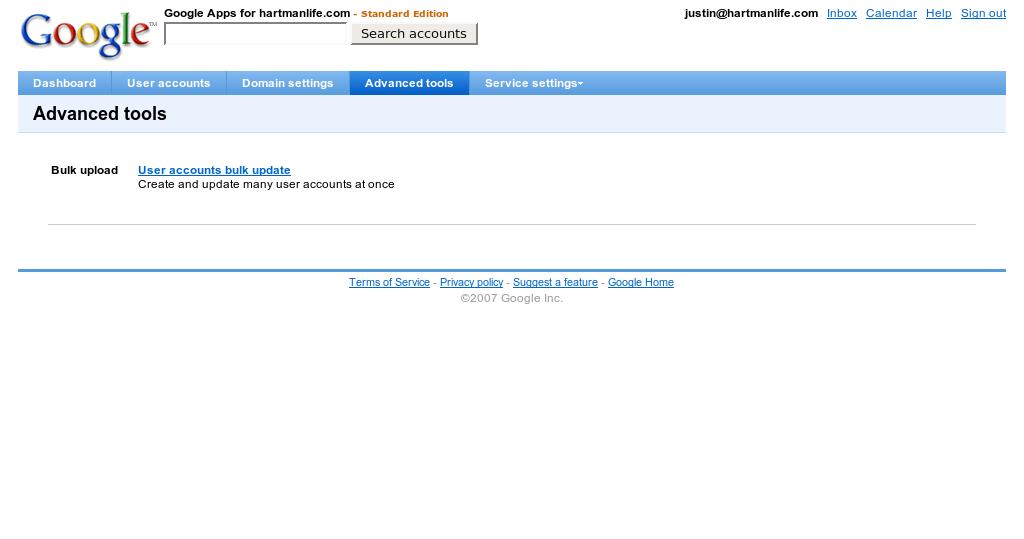 Google™
Google Apps for hartmanlife.com - Standard Edition
Search accounts
justin@hartmanlife.com Inbox Calendar Help Sign out
Dashboard User accounts Domain settings Advanced tools Service settings
Advanced tools
Bulk upload User accounts bulk update
Create and update many user accounts at once
Terms of Service - Privacy policy - Suggest a feature - Google Home
©2007 Google Inc.